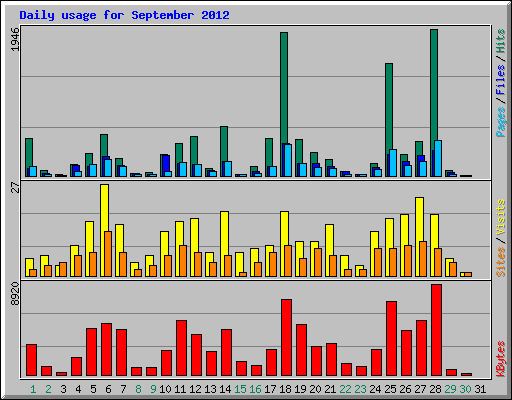 Daily usage for September 2012
1946
Pages / Files / Hits
27
Sites / Visits
8920
KBytes
1 2 3 4 5 6 7 8 9 10 11 12 13 14 15 16 17 18 19 20 21 22 23 24 25 26 27 28 29 30 31